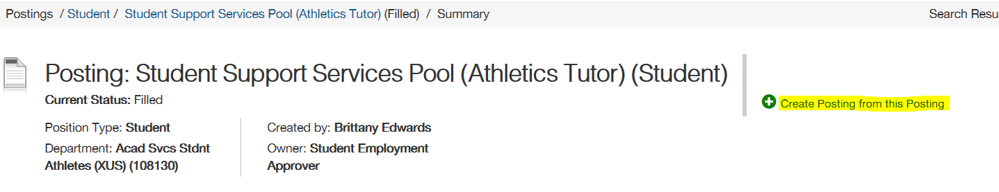 Postings / Student / Student Support Services Pool (Athletics Tutor) (Filled) / Summary Search Resu
Posting: Student Support Services Pool (Athletics Tutor) (Student)
Current Status: Filled
Create Posting from this Posting
Position Type: Student
Department: Acad Svcs Stdnt
Athletes (XUS) (108130)
Created by: Brittany Edwards
Owner: Student Employment
Approver